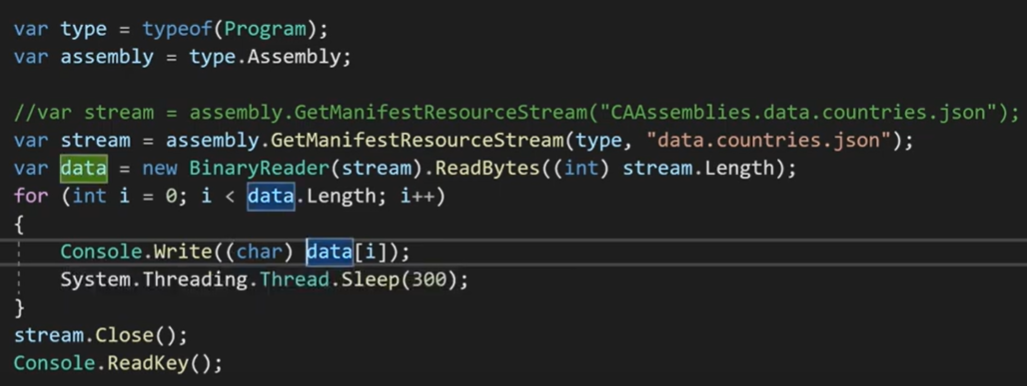 var type = typeof(Program);
var assembly = type.Assembly;
//var stream = assembly.GetManifestResourceStream("CAAssemblies.data.countries.json");
var stream = assembly.GetManifestResourceStream(type, "data.countries.json");
var data = new BinaryReader(stream).ReadBytes((int) stream.Length);
for (int i = 0; i < data.Length; i++)
{
Console.Write((char) data[i]);
System.Threading.Thread.Sleep(300);
}
stream.Close();
Console.ReadKey();